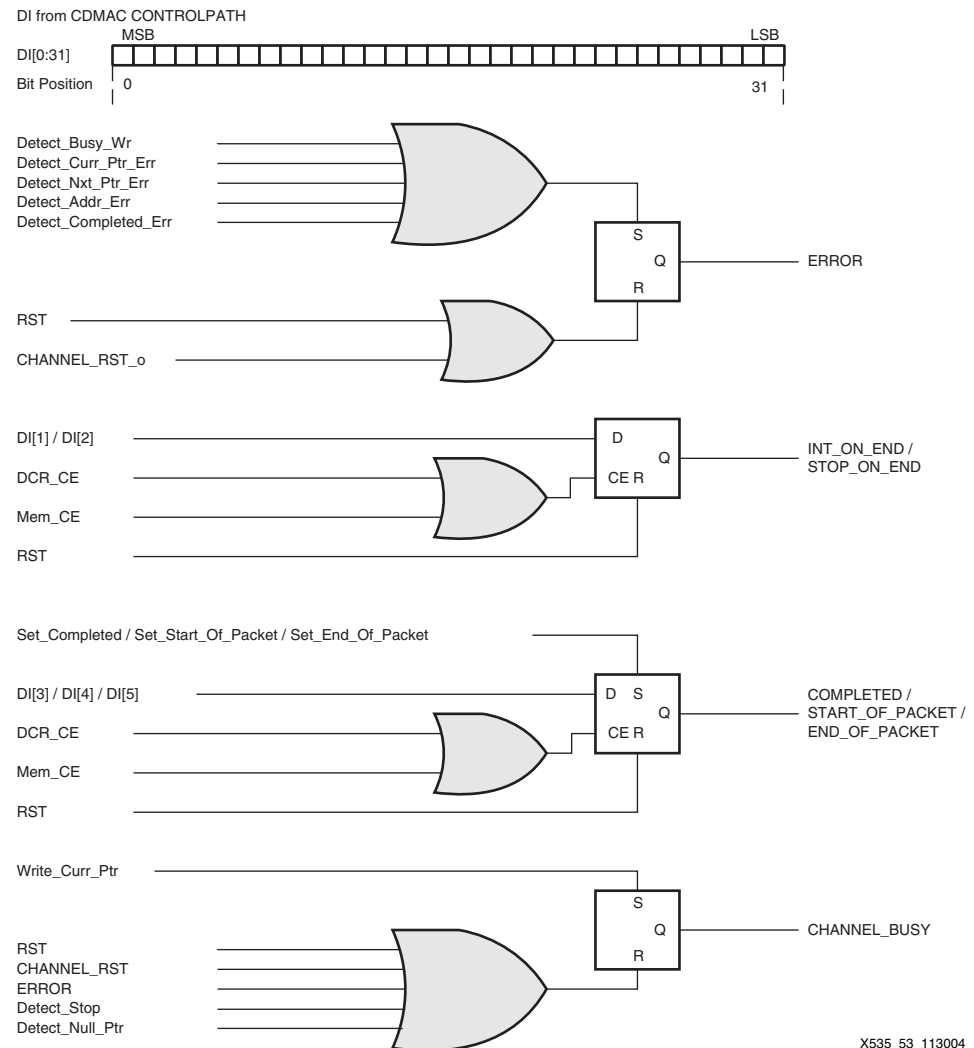 DI from CDMAC CONTROLPATH
MSB LSB
DI[0:31]
Bit Position 0 31
Detect_Busy_Wr
Detect_Curr_Ptr_Err
Detect_Nxt_Ptr_Err
Detect_Addr_Err
Detect_Completed_Err
S
Q ERROR
R
RST
CHANNEL_RST_o
DI[1] / DI[2] D
Q INT_ON_END /
STOP_ON_END
DCR_CE CE R
Mem_CE
RST
Set_Completed / Set_Start_Of_Packet / Set_End_Of_Packet
DI[3] / DI[4] / DI[5] D S COMPLETED /
Q START_OF_PACKET /
DCR_CE CE R END_OF_PACKET
Mem_CE
RST
Write_Curr_Ptr
S
Q CHANNEL_BUSY
R
RST
CHANNEL_RST
ERROR
Detect_Stop
Detect_Null_Ptr
X535_53_113004